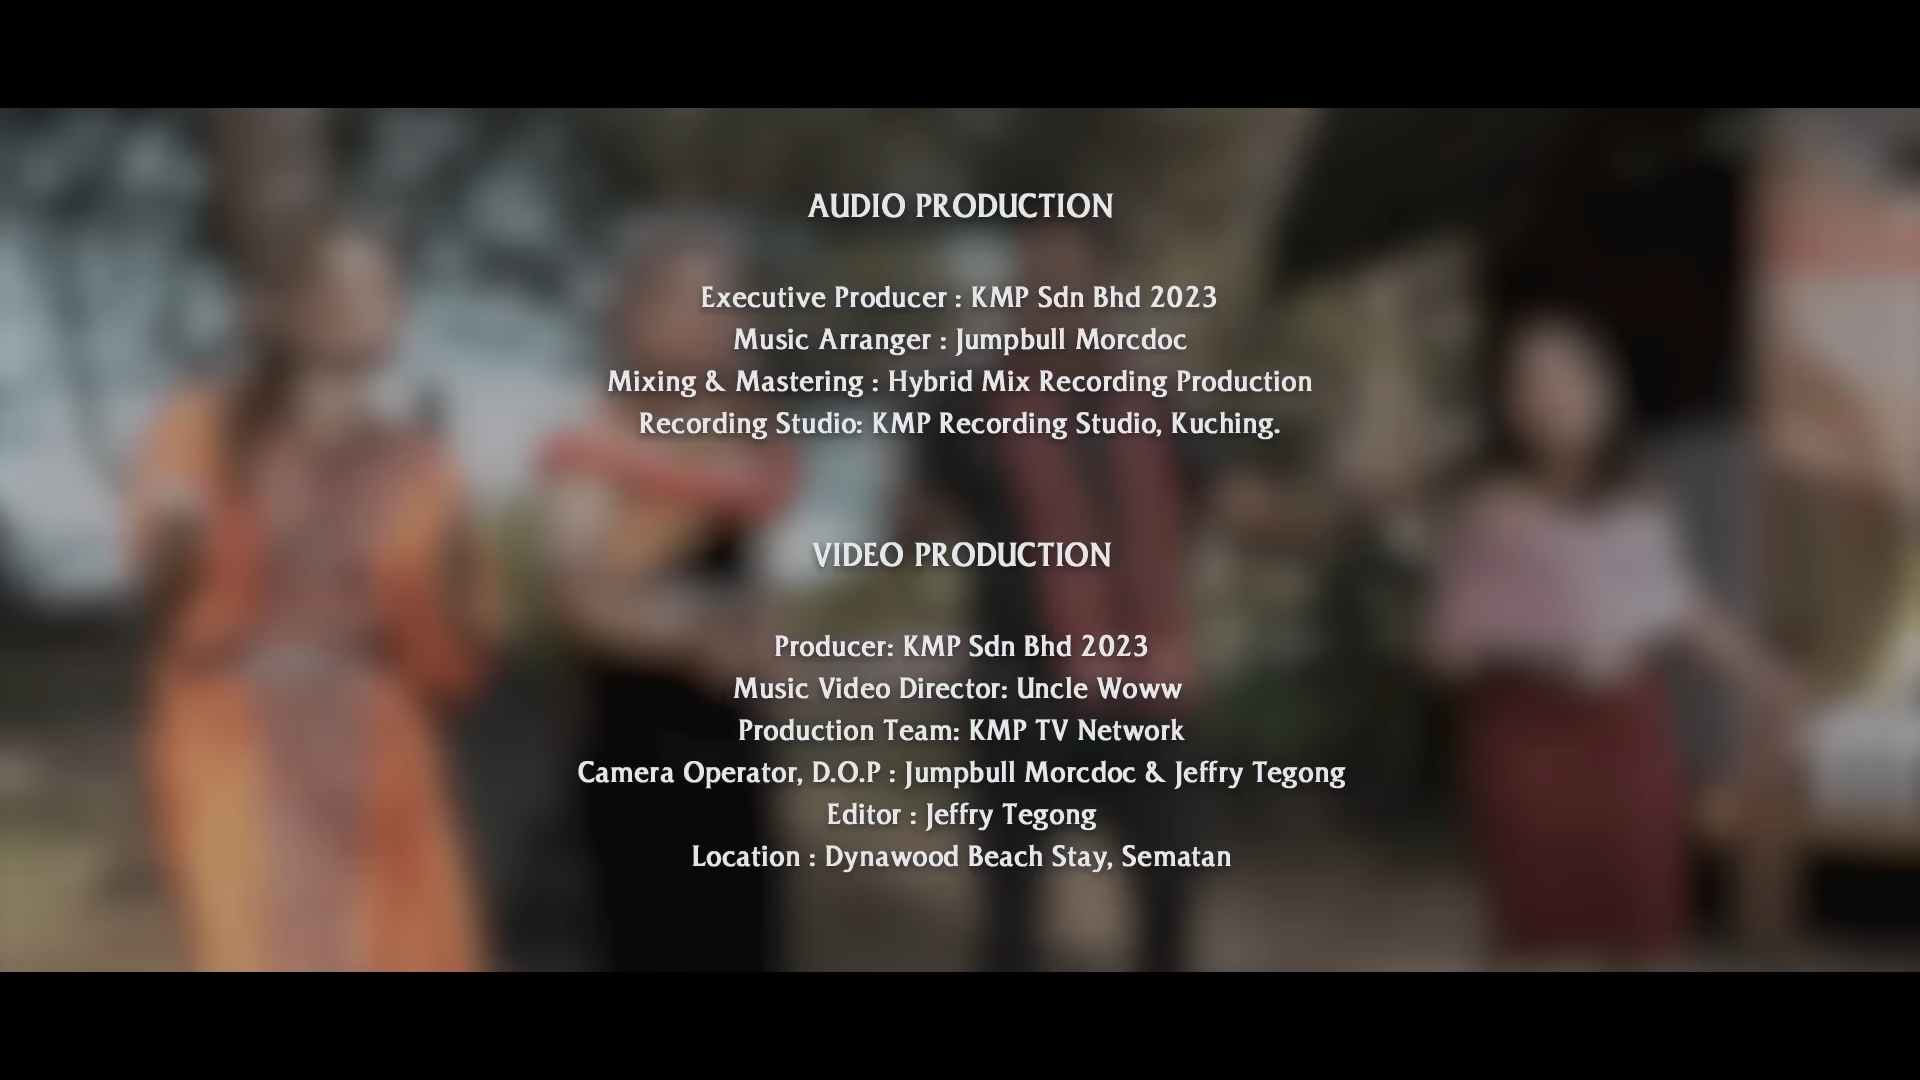 AUDIO PRODUCTION
Executive Producer : KMP Sdn Bhd 2023
Music Arranger : Jumpbull Morcdoc
Mixing & Mastering : Hybrid Mix Recording Production
Recording Studio: KMP Recording Studio, Kuching.
VIDEO PRODUCTION
Producer: KMP Sdn Bhd 2023
Music Video Director: Uncle Woww
Production Team: KMP TV Network
Camera Operator, D.O.P : Jumpbull Morcdoc & Jeffry Tegong
Editor : Jeffry Tegong
Location : Dynawood Beach Stay, Sematan